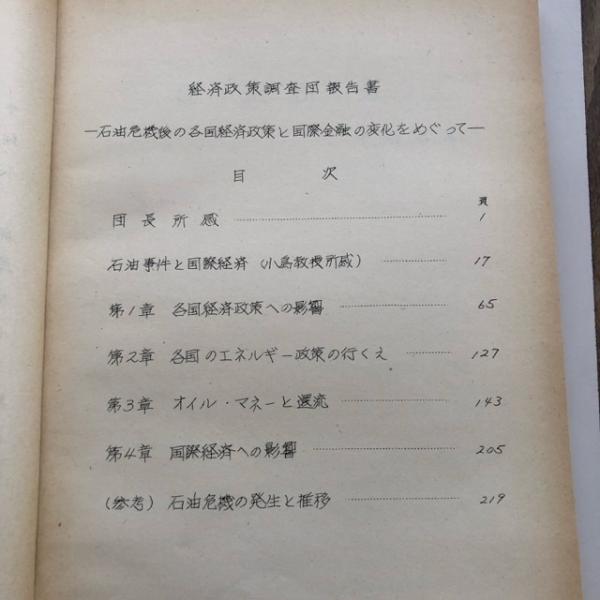 経済政策調査団報告書
―石油危機後の各国経済政策と国際金融の変化をめぐって―
目 次
頁
団長所感 1
石油事件と国際経済（小島教授所感） 17
第1章 各国経済政策への影響 65
第2章 各国のエネルギー政策の行くえ 127
第3章 オイル・マネーと還流 143
第4章 国際経済への影響 205
（参考） 石油危機の発生と推移 219